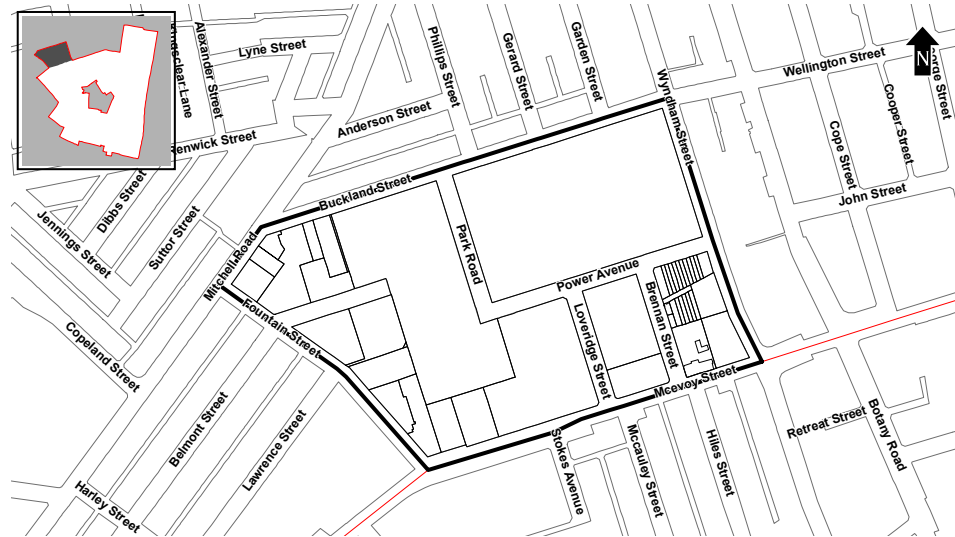 Kingsclear Lane
Alexander Street
Lyne Street
Phillips Street
Gerard Street
Garden Street
Wellington Street
N
Anderson Street
Wyndham Street
Cope Street
Cooper Street
Renwick Street
Dibbs Street
Buckland Street
John Street
Jennings Street
Suttor Street
Mitchell Road
Park Road
Power Avenue
Fountain Street
Loveridge Street
Brennan Street
Copeland Street
Mcevoy Street
Belmont Street
Lawrence Street
Stokes Avenue
Mccauley Street
Hiles Street
Retreat Street
Botany Road
Harley Street